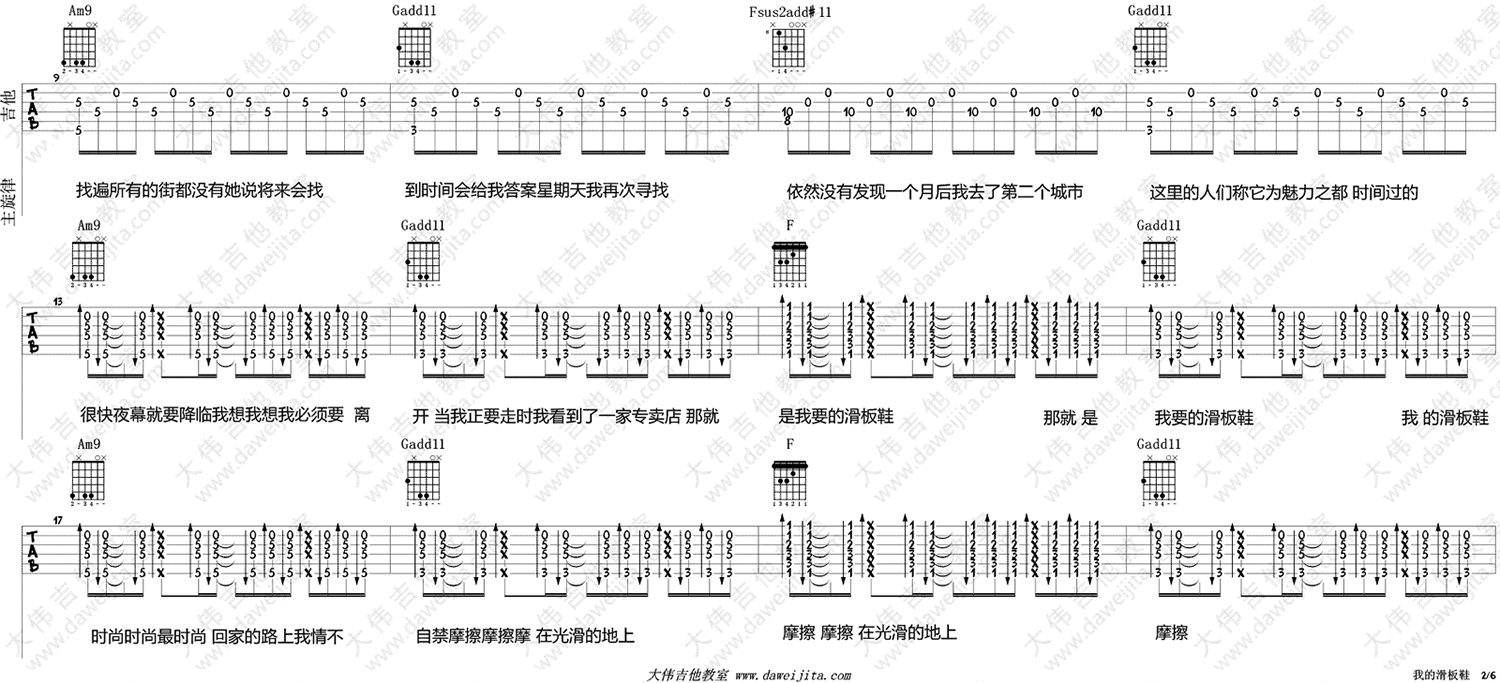 Am9 Gadd11 Fsus2add#11 Gadd11
吉他
主旋律
9
找遍所有的街都没有她说将来会找 到时间会给我答案星期天我再次寻找 依然没有发现一个月后我去了第二个城市 这里的人们称它为魅力之都 时间过的
Am9 Gadd11 F Gadd11
13
很快夜幕就要降临我想我想我必须要 离 开 当我正要走时我看到了一家专卖店 那就 是我要的滑板鞋 那就 是 我要的滑板鞋 我 的滑板鞋
Am9 Gadd11 F Gadd11
17
时尚时尚最时尚 回家的路上我情不 自禁摩擦摩擦摩 在光滑的地上 摩擦 摩擦 在光滑的地上 摩擦
大伟吉他教室 www.daweijita.com
我的滑板鞋 2/6